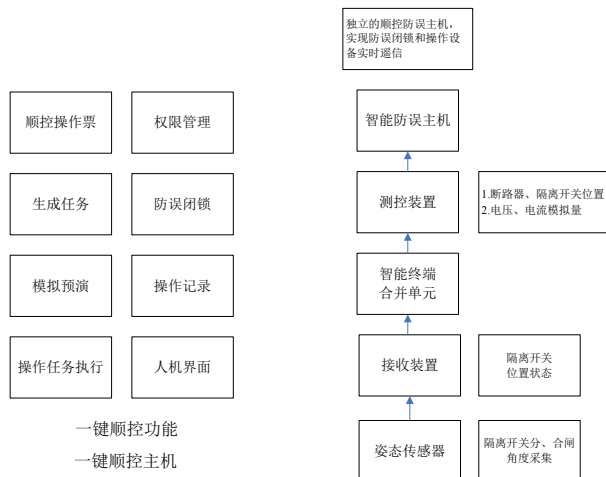 独立的顺控防误主机，
实现防误闭锁和操作设
备实时遥信
顺控操作票
权限管理
生成任务
防误闭锁
模拟预演
操作记录
操作任务执行
人机界面
一键顺控功能
一键顺控主机
智能防误主机
测控装置
1.断路器、隔离开关位置
2.电压、电流模拟量
智能终端
合并单元
接收装置
隔离开关
位置状态
姿态传感器
隔离开关分、合闸
角度采集